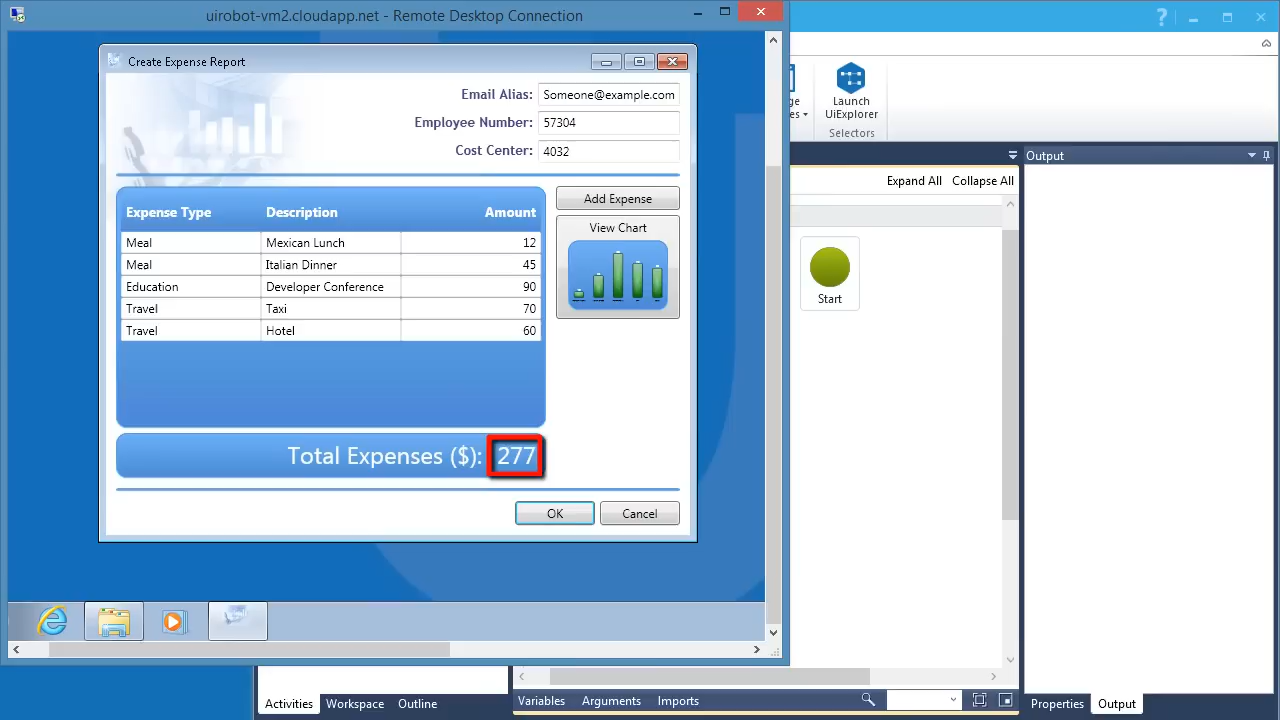 uirobot-vm2.cloudapp.net - Remote Desktop Connection
Create Expense Report
Email Alias: Someone@example.com
Employee Number: 57304
Cost Center: 4032
Expense Type Description Amount
Meal Mexican Lunch 12
Meal Italian Dinner 45
Education Developer Conference 90
Travel Taxi 70
Travel Hotel 60
Add Expense
View Chart
Total Expenses ($): 277
OK Cancel
Launch
UiExplorer
Selectors
Output
Expand All Collapse All
Start
Activities Workspace Outline
Variables Arguments Imports
Properties Output